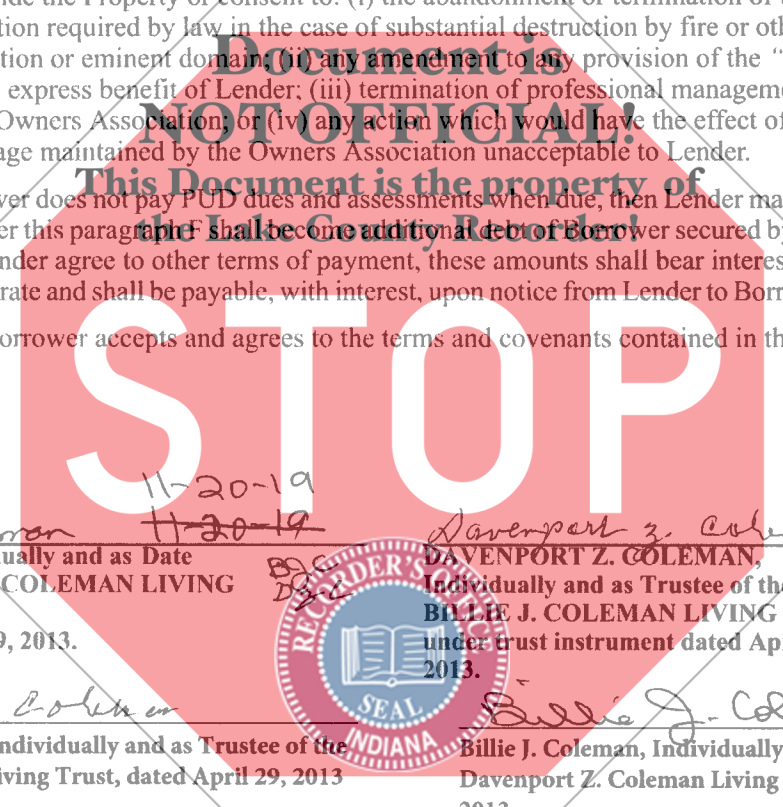 ide the Property or consent to: (i) the abandonment or termination of
tion required by law in the case of substantial destruction by fire or oth
tion or eminent domain; (ii) any amendment to any provision of the "
express benefit of Lender; (iii) termination of professional manageme
Owners Association; or (iv) any action which would have the effect of
age maintained by the Owners Association unacceptable to Lender.
Document is
NOT OFFICIAL!
This Document is the property of
the Lake County Recorder!
ver does not pay PUD dues and assessments when due, then Lender ma
er this paragraph F shall become additional debt of Borrower secured by
nder agree to other terms of payment, these amounts shall bear interes
rate and shall be payable, with interest, upon notice from Lender to Borr
orrower accepts and agrees to the terms and covenants contained in th
STOP
11-20-19
man 11-20-19
Davenport Z. Cole
ually and as Date
COLEMAN LIVING
BJC
DZ-C
9, 2013.
DAVENPORT Z. COLEMAN,
Individually and as Trustee of the
BILLIE J. COLEMAN LIVING
under trust instrument dated Ap
2013.
RECORDER'S OFFICE
SEAL
INDIANA
Coleman
ndividually and as Trustee of the
iving Trust, dated April 29, 2013
Billie J. Col
Billie J. Coleman, Individually
Davenport Z. Coleman Living
2013